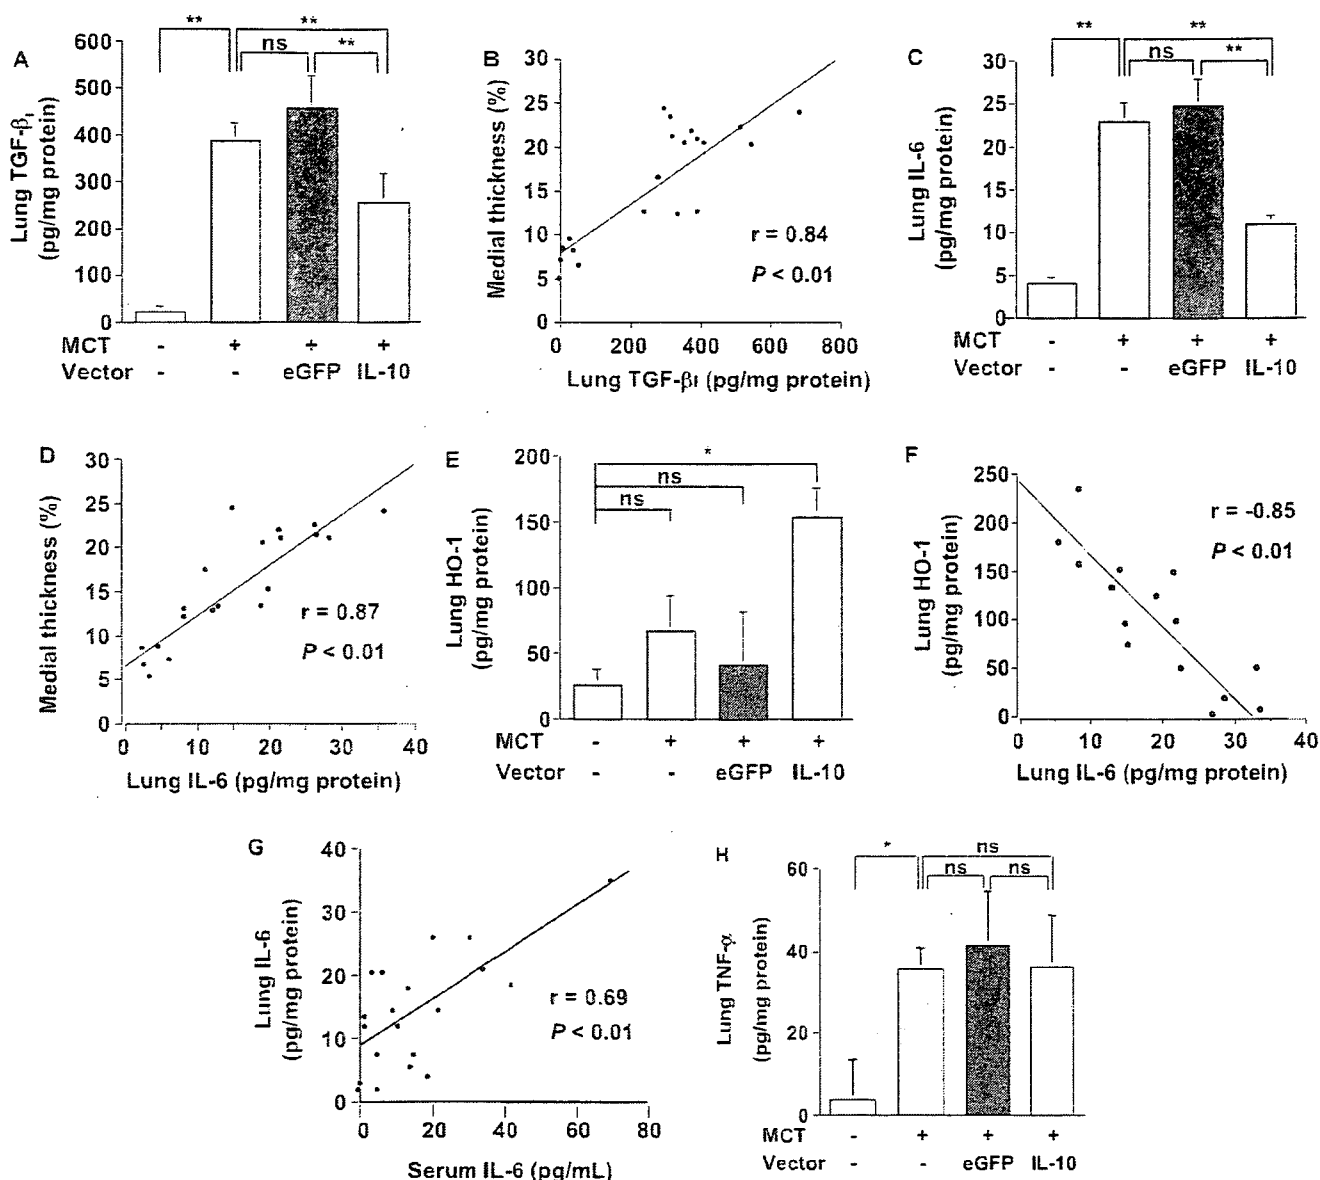 A
** **
ns **
Lung TGF-β₁
(pg/mg protein)
600
500
400
300
200
100
0
MCT - + + +
Vector - - eGFP IL-10
B
Medial thickness (%)
30
25
20
15
10
5
0
r = 0.84
P < 0.01
0 200 400 600 800
Lung TGF-β₁ (pg/mg protein)
C
** **
ns **
Lung IL-6
(pg/mg protein)
30
25
20
15
10
5
0
MCT - + + +
Vector - - eGFP IL-10
D
Medial thickness (%)
30
25
20
15
10
5
0
r = 0.87
P < 0.01
0 10 20 30 40
Lung IL-6 (pg/mg protein)
E
*
ns
ns
Lung HO-1
(pg/mg protein)
200
150
100
50
0
MCT - + + +
Vector - - eGFP IL-10
F
Lung HO-1
(pg/mg protein)
250
200
150
100
50
0
r = -0.85
P < 0.01
0 10 20 30 40
Lung IL-6 (pg/mg protein)
G
Lung IL-6
(pg/mg protein)
40
30
20
10
0
r = 0.69
P < 0.01
0 20 40 60 80
Serum IL-6 (pg/mL)
H
* ns
ns ns
Lung TNF-α
(pg/mg protein)
60
40
20
0
MCT - + + +
Vector - - eGFP IL-10